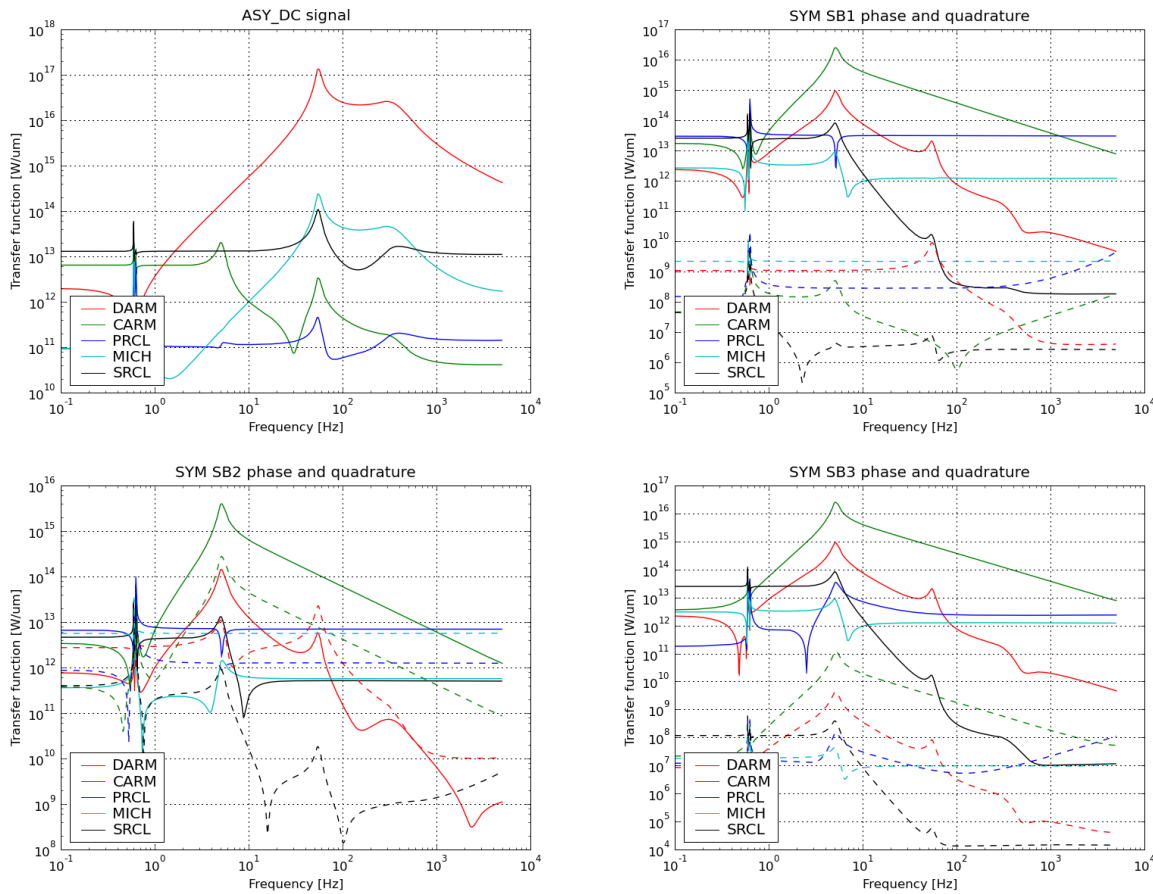 ASY_DC signal
10^18
10^17
10^16
10^15
10^14
10^13
10^12
10^11
10^10
Transfer function [W/um]
DARM
CARM
PRCL
MICH
SRCL
10^-1 10^0 10^1 10^2 10^3 10^4
Frequency [Hz]
SYM SB1 phase and quadrature
10^17
10^16
10^15
10^14
10^13
10^12
10^11
10^10
10^9
10^8
10^7
10^6
10^5
Transfer function [W/um]
DARM
CARM
PRCL
MICH
SRCL
10^-1 10^0 10^1 10^2 10^3 10^4
Frequency [Hz]
SYM SB2 phase and quadrature
10^16
10^15
10^14
10^13
10^12
10^11
10^10
10^9
10^8
Transfer function [W/um]
DARM
CARM
PRCL
MICH
SRCL
10^-1 10^0 10^1 10^2 10^3 10^4
Frequency [Hz]
SYM SB3 phase and quadrature
10^17
10^16
10^15
10^14
10^13
10^12
10^11
10^10
10^9
10^8
10^7
10^6
10^5
10^4
Transfer function [W/um]
DARM
CARM
PRCL
MICH
SRCL
10^-1 10^0 10^1 10^2 10^3 10^4
Frequency [Hz]